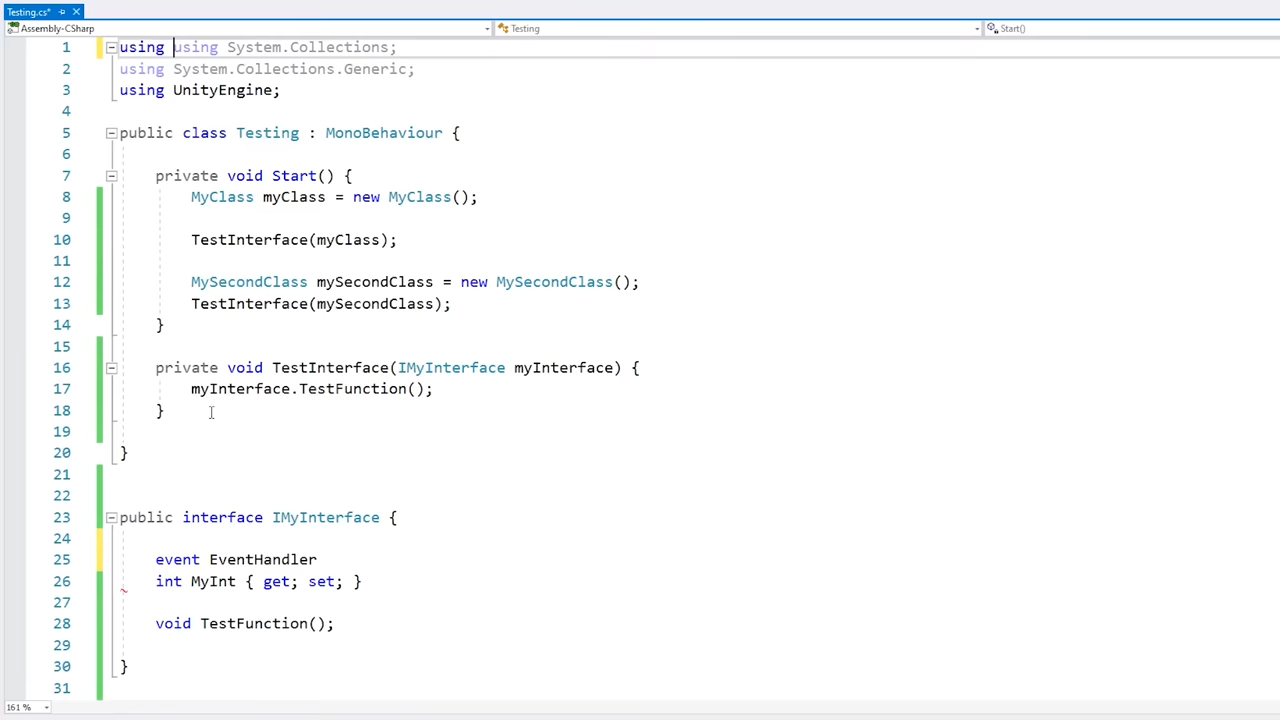 Testing.cs*
Assembly-CSharp Testing Start()
1 using using System.Collections;
2 using System.Collections.Generic;
3 using UnityEngine;
4
5 public class Testing : MonoBehaviour {
6
7 private void Start() {
8 MyClass myClass = new MyClass();
9
10 TestInterface(myClass);
11
12 MySecondClass mySecondClass = new MySecondClass();
13 TestInterface(mySecondClass);
14 }
15
16 private void TestInterface(IMyInterface myInterface) {
17 myInterface.TestFunction();
18 }
19
20 }
21
22
23 public interface IMyInterface {
24
25 event EventHandler
26 int MyInt { get; set; }
27
28 void TestFunction();
29
30 }
31
161 %